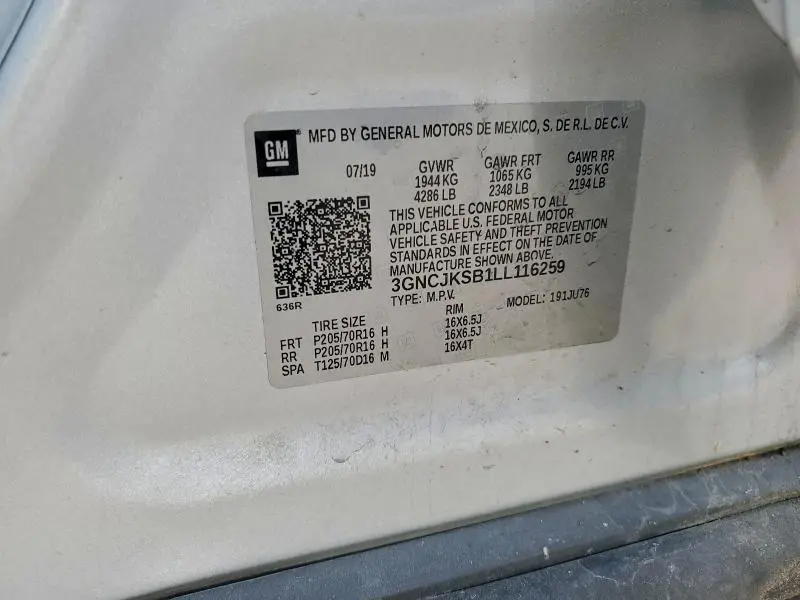 GM
MFD BY GENERAL MOTORS DE MEXICO, S. DE R.L. DE C.V.
07/19 GVWR GAWR FRT GAWR RR
1944 KG 1065 KG 995 KG
4286 LB 2348 LB 2194 LB
THIS VEHICLE CONFORMS TO ALL
APPLICABLE U.S. FEDERAL MOTOR
VEHICLE SAFETY AND THEFT PREVENTION
STANDARDS IN EFFECT ON THE DATE OF
MANUFACTURE SHOWN ABOVE.
3GNCJKSB1LL116259
TYPE: M.P.V. MODEL: 191JU76
636R
TIRE SIZE RIM
FRT P205/70R16 H 16X6.5J
RR P205/70R16 H 16X6.5J
SPA T125/70D16 M 16X4T